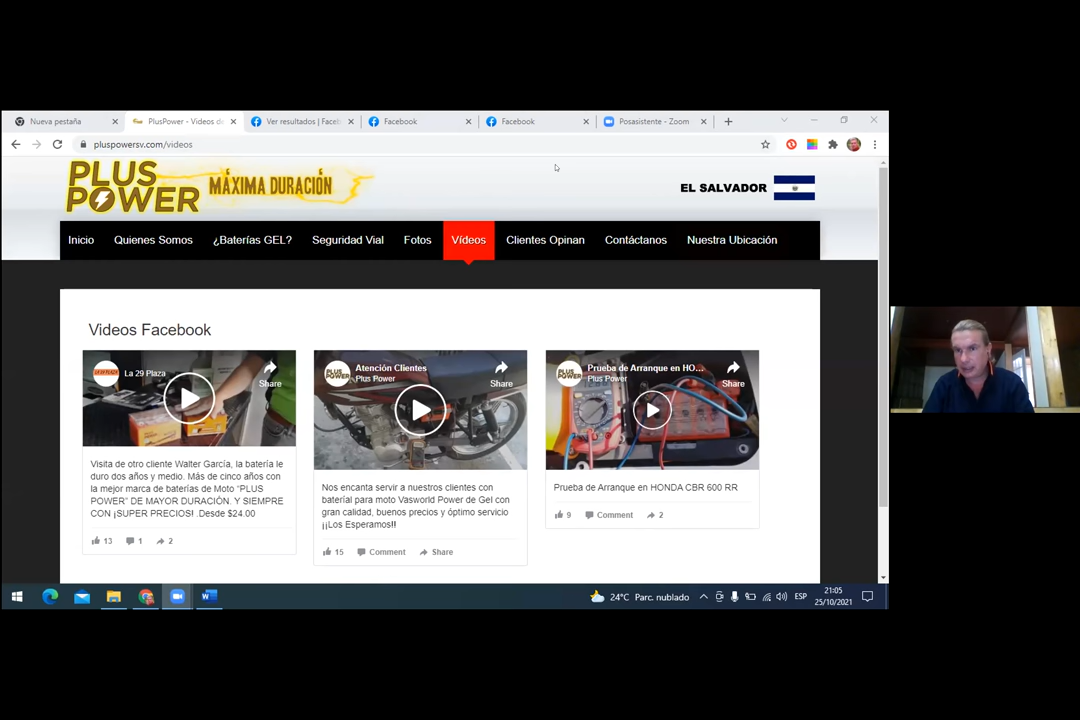 Nueva pestaña
PlusPower - Videos de
Ver resultados | Faceb
Facebook
Facebook
Posasistente - Zoom
pluspowersv.com/videos
PLUS
POWER
MÁXIMA DURACIÓN
EL SALVADOR
Inicio
Quienes Somos
¿Baterías GEL?
Seguridad Vial
Fotos
Vídeos
Clientes Opinan
Contáctanos
Nuestra Ubicación
Videos Facebook
La 29 Plaza
Share
Visita de otro cliente Walter García, la batería le
duro dos años y medio. Más de cinco años con
la mejor marca de baterías de Moto “PLUS
POWER” DE MAYOR DURACIÓN. Y SIEMPRE
CON ¡SUPER PRECIOS! .Desde $24.00
13
1
2
PLUS
POWER
Atención Clientes
Plus Power
Share
Nos encanta servir a nuestros clientes con
bateríal para moto Vasworld Power de Gel con
gran calidad, buenos precios y óptimo servicio
¡¡Los Esperamos!!
15
Comment
Share
PLUS
POWER
Prueba de Arranque en HO...
Plus Power
Share
Prueba de Arranque en HONDA CBR 600 RR
9
Comment
2
24°C Parc. nublado
ESP
21:05
25/10/2021